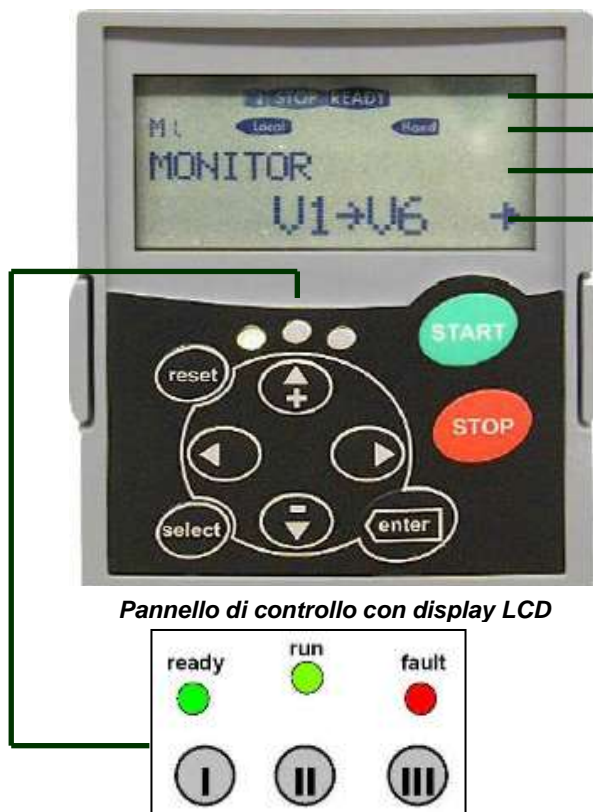 STOP READY
M1
Local
Hand
MONITOR
V1→V6 →
START
reset
+
STOP
-
select
enter
Pannello di controllo con display LCD
ready
run
fault
I
II
III